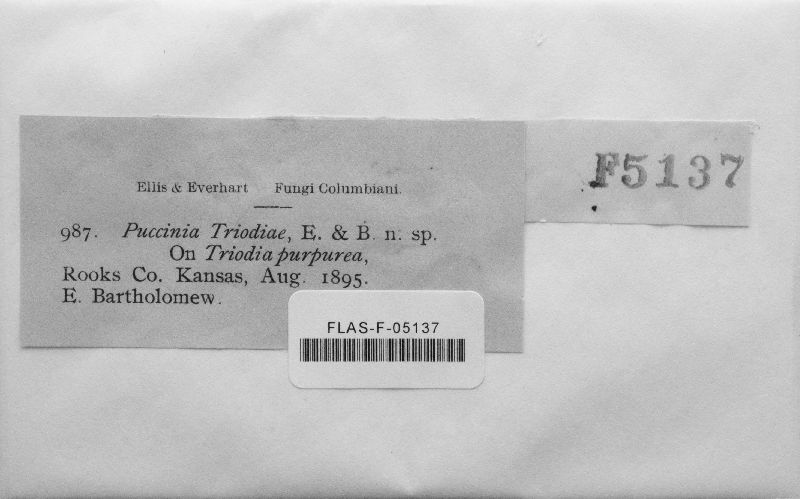 Ellis & Everhart Fungi Columbiani.
F5137
987. Puccinia Triodiae, E. & B. n. sp.
On Triodia purpurea,
Rooks Co. Kansas, Aug. 1895.
E. Bartholomew.
FLAS-F-05137